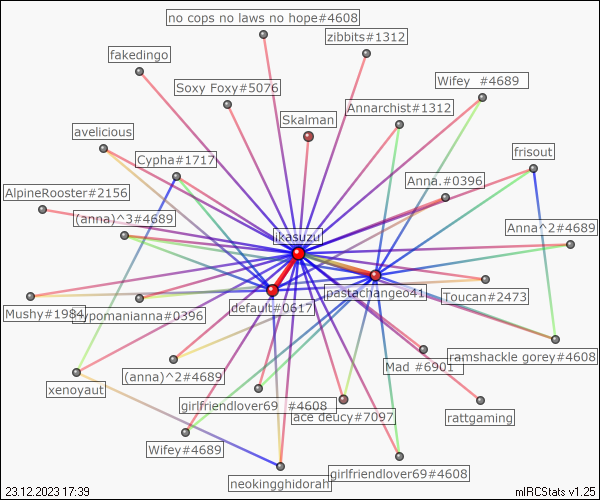 no cops no laws no hope#4608
zibbits#1312
fakedingo
Soxy Foxy#5076
Wifey  #4689
Annarchist#1312
Skalman
avelicious
Cypha#1717
frisout
Anna.#0396
AlpineRooster#2156
(anna)^3#4689
Anna^2#4689
ikasuzu
pastachangeo41
Toucan#2473
default#0617
Mushy#1984
hypomanianna#0396
ramshackle gorey#4608
Mad #6901
(anna)^2#4689
xenoyaut
girlfriendlover69  #4608
ace deucy#7097
rattgaming
Wifey#4689
girlfriendlover69#4608
neokingghidorah
23.12.2023 17:39
mIRCStats v1.25